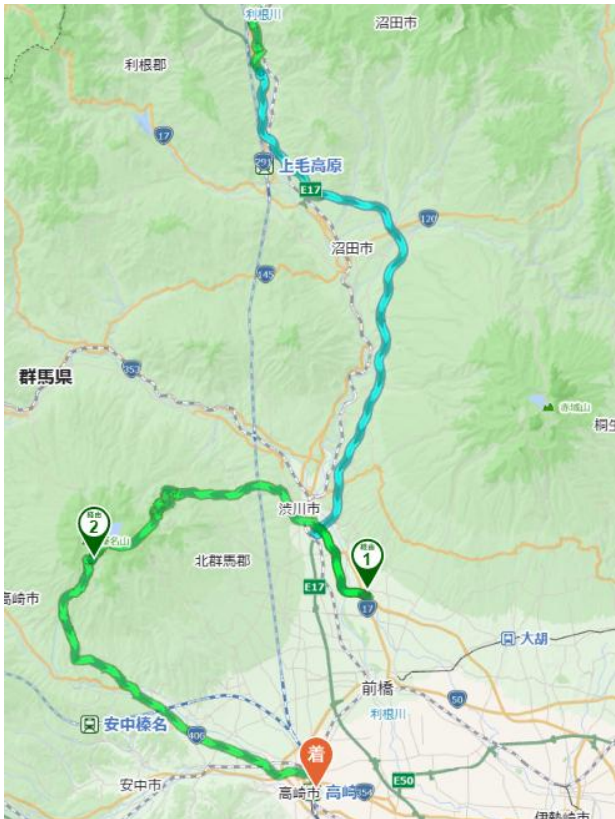 利根川
沼田市
利根郡
17
291
上毛高原
E17
120
沼田市
145
353
群馬県
赤城山
渋川市
経由
2
名山
北群馬郡
経由
1
高崎市
E17
17
大胡
前橋
50
利根川
安中榛名
406
着
安中市
高崎市
高崎
354
E50
伊勢崎市